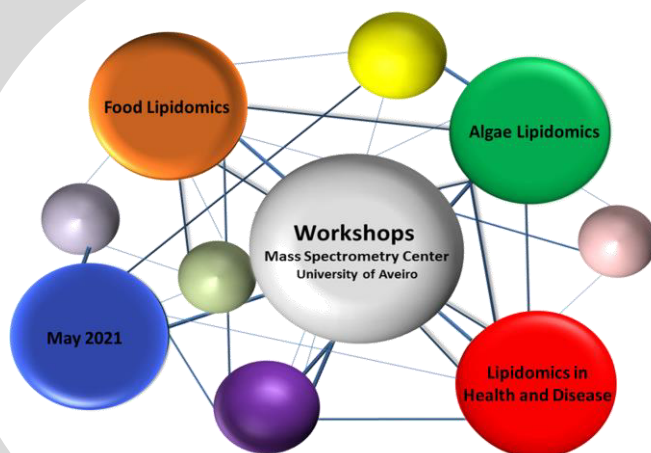 Food Lipidomics
Algae Lipidomics
Workshops
Mass Spectrometry Center
University of Aveiro
May 2021
Lipidomics in
Health and Disease